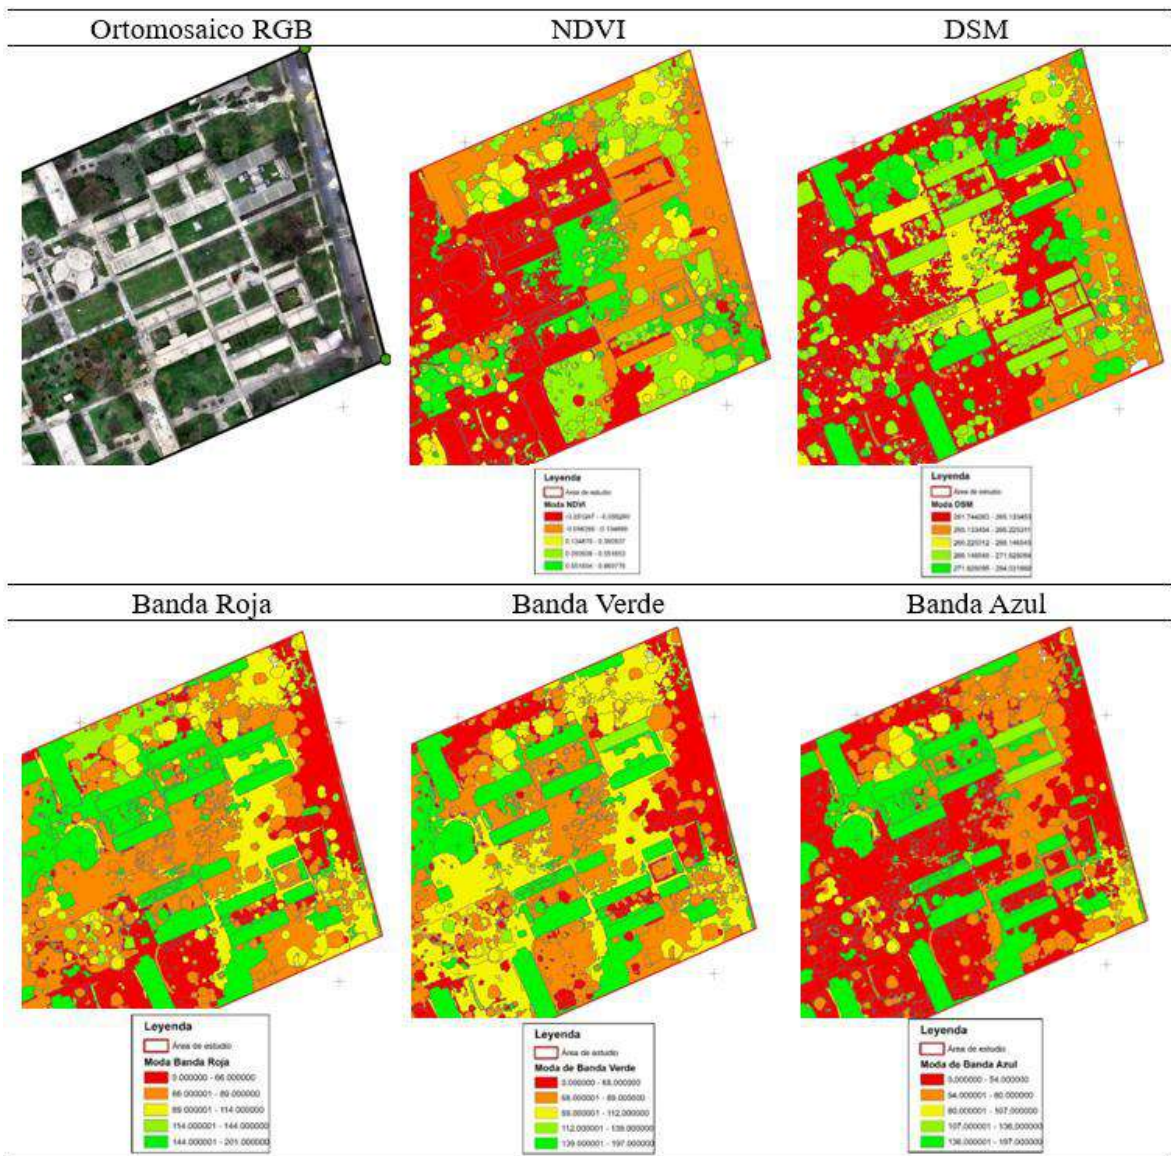 Ortomosaico RGB NDVI DSM
Leyenda
Área de estudio
Moda NDVI
Leyenda
Área de estudio
Moda DSM
Banda Roja Banda Verde Banda Azul
Leyenda
Área de estudio
Moda Banda Roja
0.000000 - 66.000000
66.000001 - 89.000000
89.000001 - 114.000000
114.000001 - 144.000000
144.000001 - 201.000000
Leyenda
Área de estudio
Moda de Banda Verde
0.000000 - 68.000000
68.000001 - 89.000000
89.000001 - 112.000000
112.000001 - 139.000000
139.000001 - 197.000000
Leyenda
Área de estudio
Moda de Banda Azul
0.000000 - 54.000000
54.000001 - 80.000000
80.000001 - 107.000000
107.000001 - 136.000000
136.000001 - 197.000000